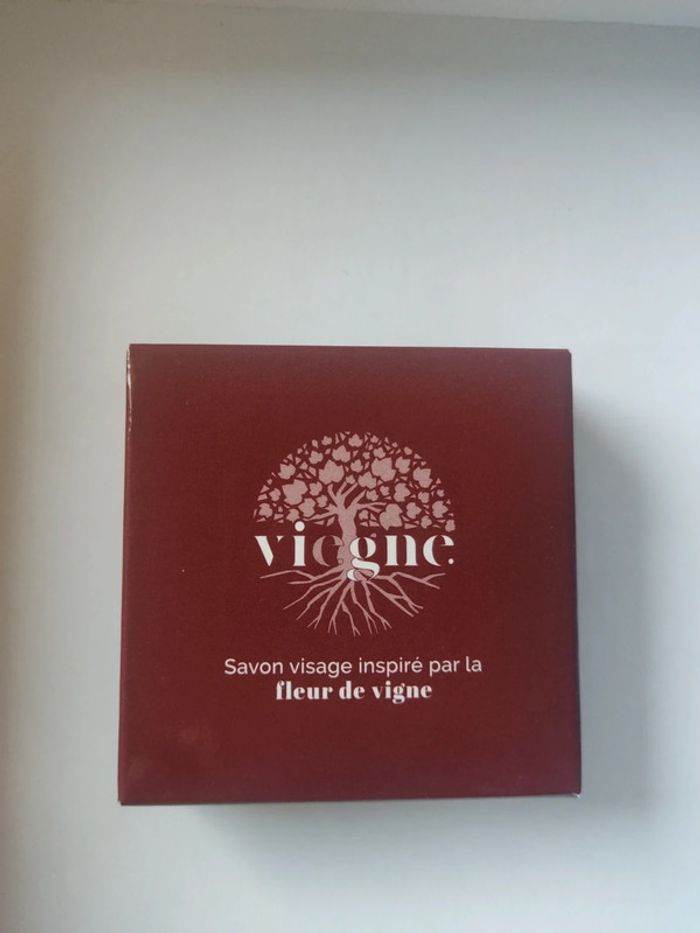 viegne
Savon visage inspiré par la
fleur de vigne